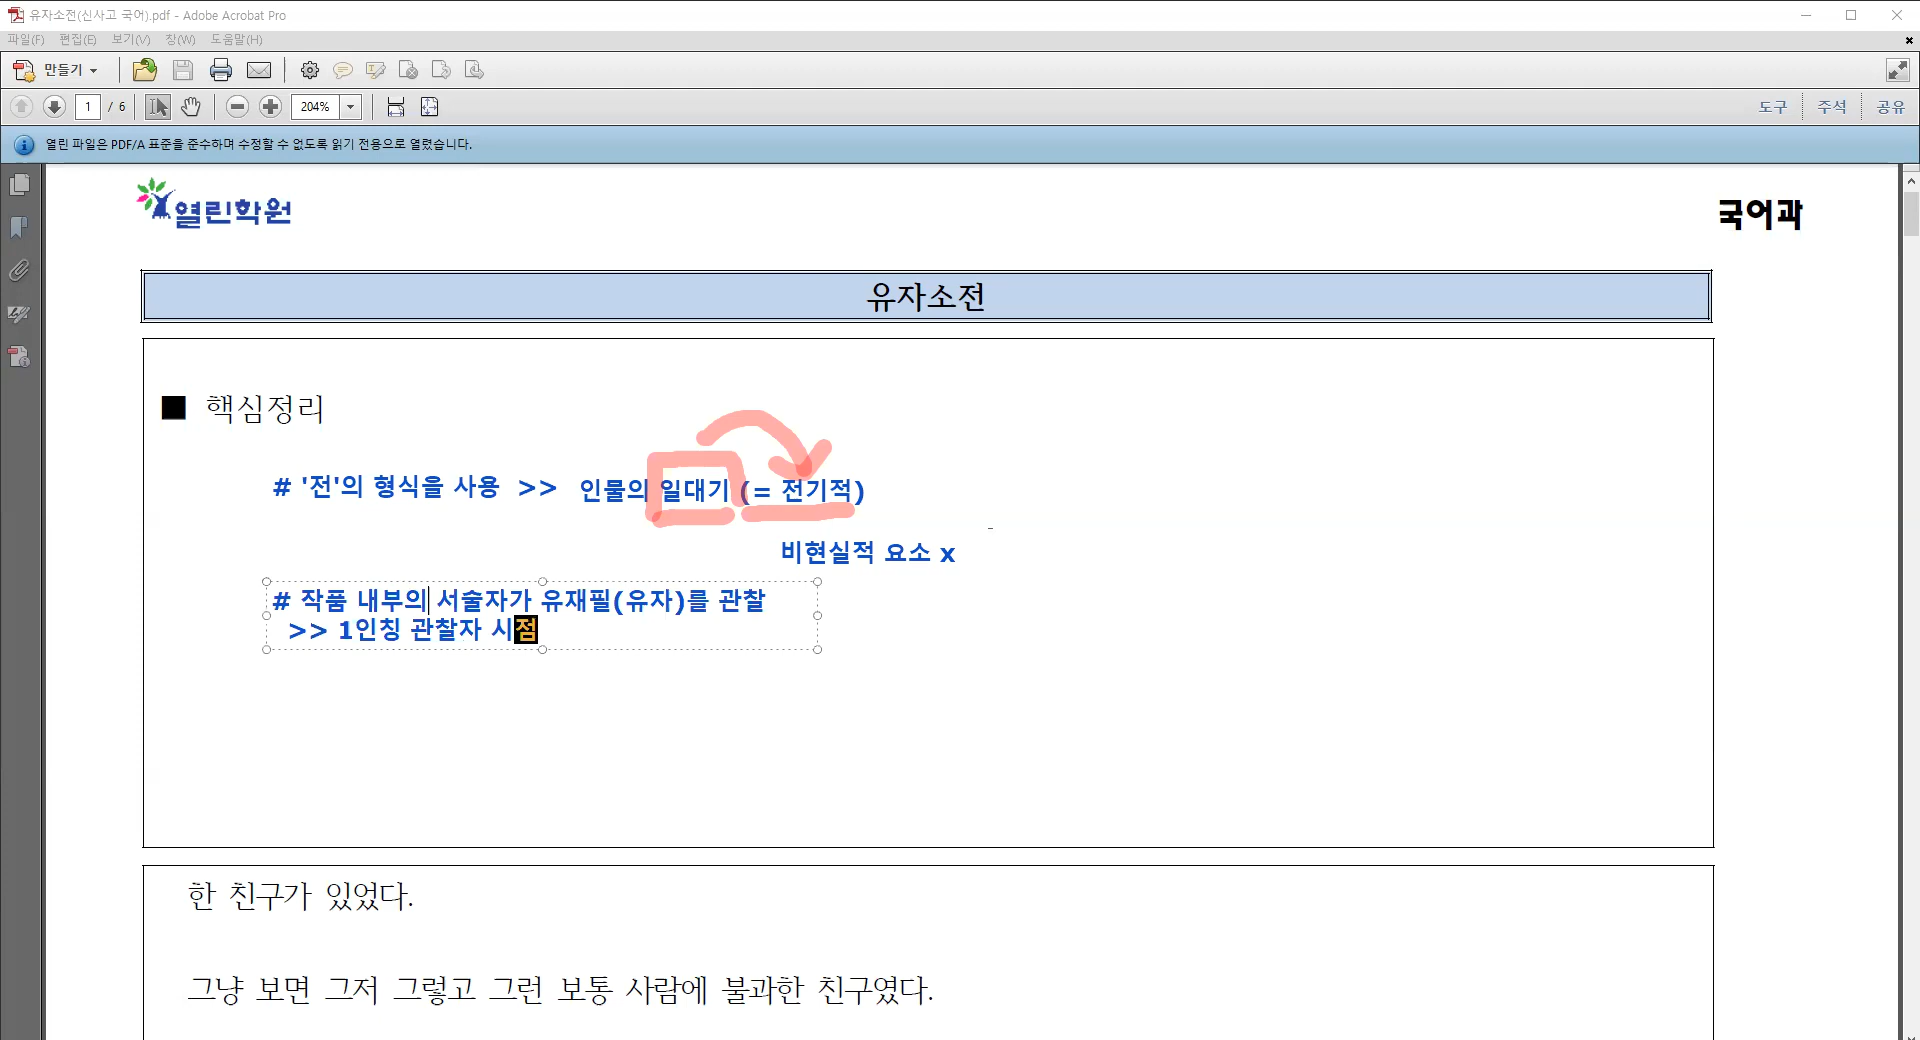 유자소전(신사고 국어).pdf - Adobe Acrobat Pro
파일(F) 편집(E) 보기(V) 창(W) 도움말(H)
만들기
1 / 6 204% 도구 주석 공유
열린 파일은 PDF/A 표준을 준수하며 수정할 수 없도록 읽기 전용으로 열렸습니다.
열린학원
국어과
유자소전
■ 핵심정리
# '전'의 형식을 사용 >> 인물의 일대기 (= 전기적)
비현실적 요소 x
# 작품 내부의 서술자가 유재필(유자)를 관찰
>> 1인칭 관찰자 시점
한 친구가 있었다.
그냥 보면 그저 그렇고 그런 보통 사람에 불과한 친구였다.